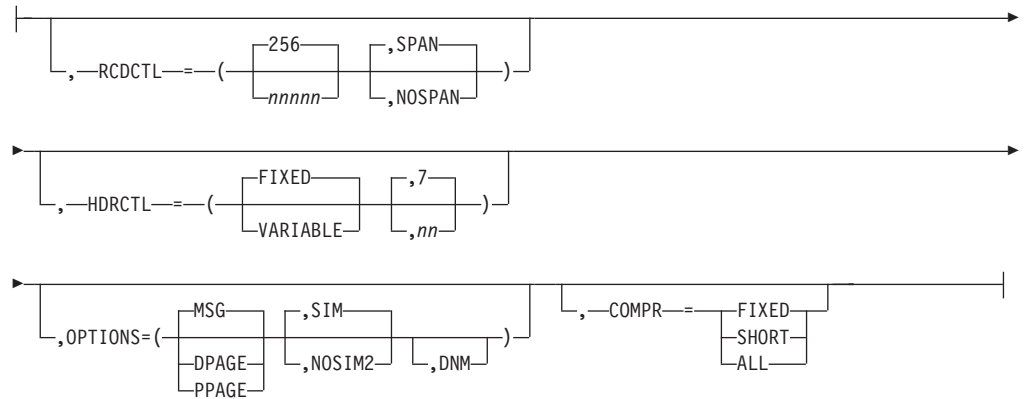 256 ,SPAN
, RCDCTL = ( )
nnnnn ,NOSPAN
FIXED ,7
, HDRCTL = ( )
VARIABLE ,nn
MSG ,SIM
,OPTIONS=( ) , COMPR = FIXED
DPAGE ,NOSIM2 ,DNM SHORT
PPAGE ALL